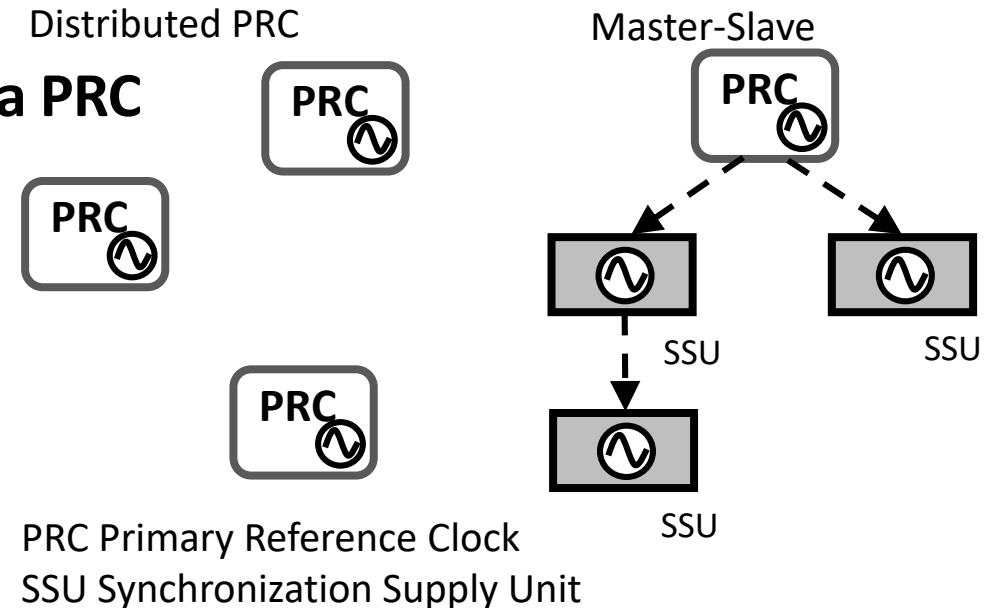 Distributed PRC
Master-Slave
a PRC
PRC
PRC
PRC
SSU
SSU
PRC
SSU
PRC Primary Reference Clock
SSU Synchronization Supply Unit